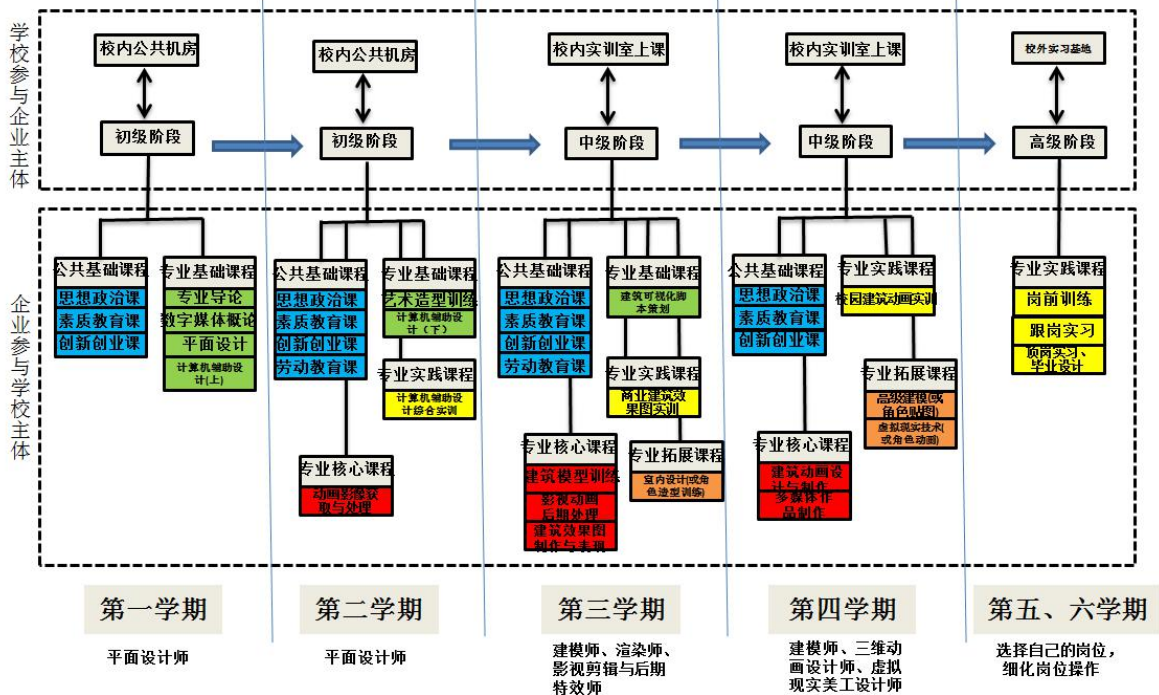 学校参与企业主体
校内公共机房
校内公共机房
校内实训室上课
校内实训室上课
校外实习基地
初级阶段
初级阶段
中级阶段
中级阶段
高级阶段
企业参与学校主体
公共基础课程
思想政治课
素质教育课
创新创业课
专业基础课程
专业导论
数字媒体概论
平面设计
计算机辅助设
计(上)
公共基础课程
思想政治课
素质教育课
创新创业课
劳动教育课
专业基础课程
艺术造型训练
计算机辅助设
计（下）
专业实践课程
计算机辅助设
计综合实训
专业核心课程
动画影像获
取与处理
公共基础课程
思想政治课
素质教育课
创新创业课
劳动教育课
专业基础课程
建筑可视化脚
本策划
专业实践课程
商业建筑效
果图实训
专业核心课程
建筑模型训练
影视动画
后期处理
建筑效果图
制作与表现
专业拓展课程
室内设计(或角
色造型训练)
公共基础课程
思想政治课
素质教育课
创新创业课
专业实践课程
校园建筑动画实训
专业拓展课程
高级建模(或
角色贴图)
虚拟现实技术(
或角色动画)
专业核心课程
建筑动画设
计与制作
多媒体作
品制作
专业实践课程
岗前训练
跟岗实习
顶岗实习、
毕业设计
第一学期
第二学期
第三学期
第四学期
第五、六学期
平面设计师
平面设计师
建模师、渲染师、
影视剪辑与后期
特效师
建模师、三维动
画设计师、虚拟
现实美工设计师
选择自己的岗位，
细化岗位操作